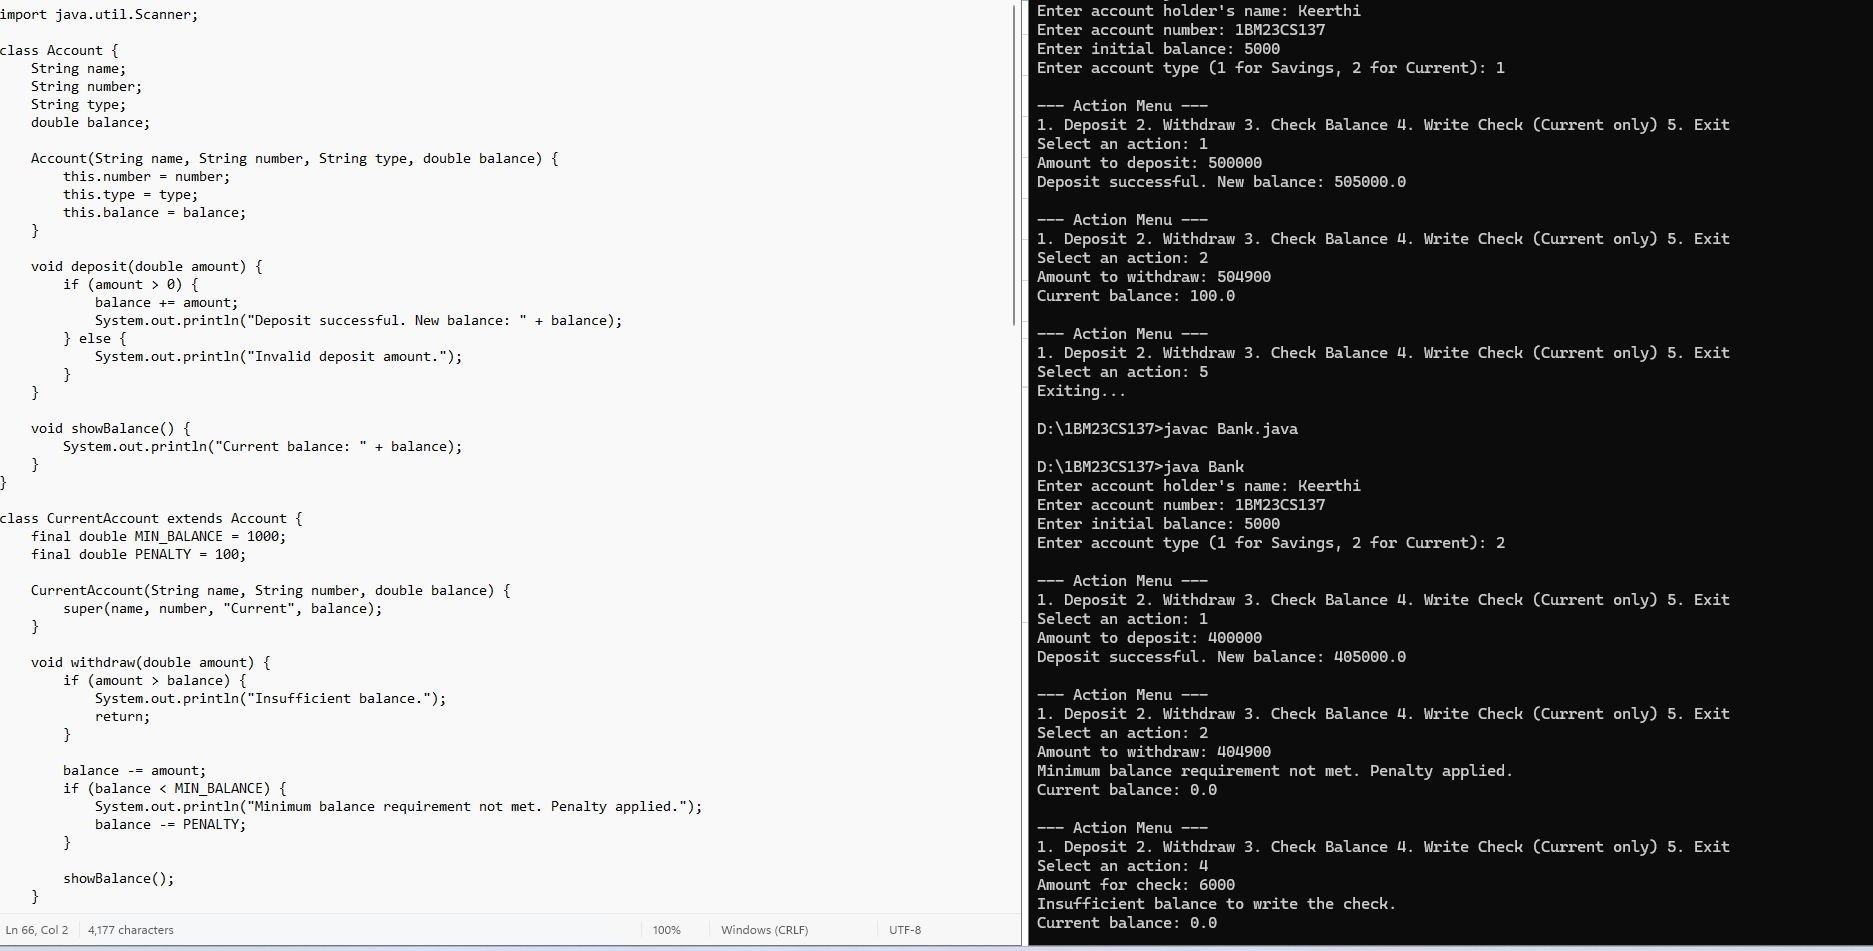 import java.util.Scanner;
class Account {
String name;
String number;
String type;
double balance;
Account(String name, String number, String type, double balance) {
this.number = number;
this.type = type;
this.balance = balance;
}
void deposit(double amount) {
if (amount > 0) {
balance += amount;
System.out.println("Deposit successful. New balance: " + balance);
} else {
System.out.println("Invalid deposit amount.");
}
}
void showBalance() {
System.out.println("Current balance: " + balance);
}
}
class CurrentAccount extends Account {
final double MIN_BALANCE = 1000;
final double PENALTY = 100;
CurrentAccount(String name, String number, double balance) {
super(name, number, "Current", balance);
}
void withdraw(double amount) {
if (amount > balance) {
System.out.println("Insufficient balance.");
return;
}
balance -= amount;
if (balance < MIN_BALANCE) {
System.out.println("Minimum balance requirement not met. Penalty applied.");
balance -= PENALTY;
}
showBalance();
}
Ln 66, Col 2
4,177 characters
100%
Windows (CRLF)
UTF-8
Enter account holder's name: Keerthi
Enter account number: 1BM23CS137
Enter initial balance: 5000
Enter account type (1 for Savings, 2 for Current): 1
--- Action Menu ---
1. Deposit 2. Withdraw 3. Check Balance 4. Write Check (Current only) 5. Exit
Select an action: 1
Amount to deposit: 500000
Deposit successful. New balance: 505000.0
--- Action Menu ---
1. Deposit 2. Withdraw 3. Check Balance 4. Write Check (Current only) 5. Exit
Select an action: 2
Amount to withdraw: 504900
Current balance: 100.0
--- Action Menu ---
1. Deposit 2. Withdraw 3. Check Balance 4. Write Check (Current only) 5. Exit
Select an action: 5
Exiting...
D:\1BM23CS137>javac Bank.java
D:\1BM23CS137>java Bank
Enter account holder's name: Keerthi
Enter account number: 1BM23CS137
Enter initial balance: 5000
Enter account type (1 for Savings, 2 for Current): 2
--- Action Menu ---
1. Deposit 2. Withdraw 3. Check Balance 4. Write Check (Current only) 5. Exit
Select an action: 1
Amount to deposit: 400000
Deposit successful. New balance: 405000.0
--- Action Menu ---
1. Deposit 2. Withdraw 3. Check Balance 4. Write Check (Current only) 5. Exit
Select an action: 2
Amount to withdraw: 404900
Minimum balance requirement not met. Penalty applied.
Current balance: 0.0
--- Action Menu ---
1. Deposit 2. Withdraw 3. Check Balance 4. Write Check (Current only) 5. Exit
Select an action: 4
Amount for check: 6000
Insufficient balance to write the check.
Current balance: 0.0